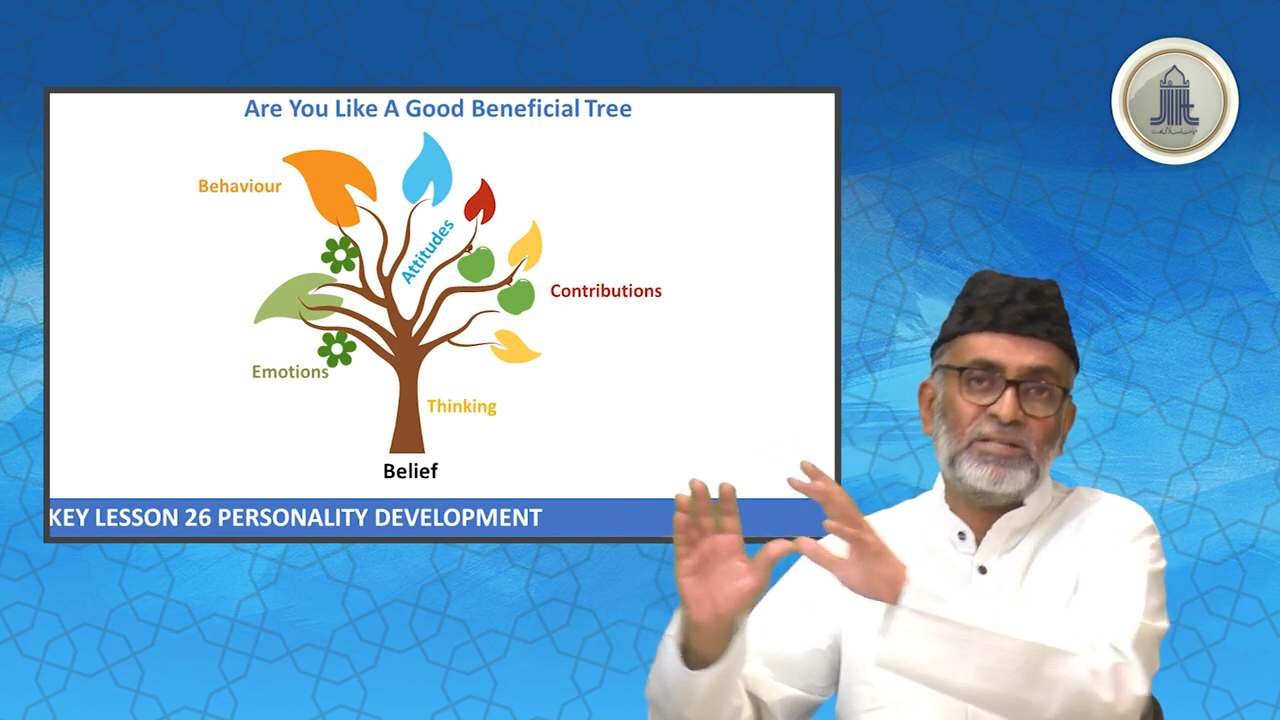 Are You Like A Good Beneficial Tree
Behaviour
Attitudes
Contributions
Emotions
Thinking
Belief
KEY LESSON 26 PERSONALITY DEVELOPMENT